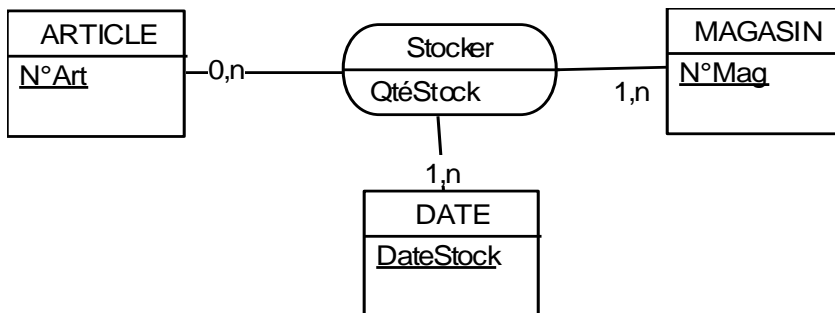 ARTICLE
N°Art
0,n
Stocker
QtéStock
1,n
MAGASIN
N°Mag
1,n
DATE
DateStock